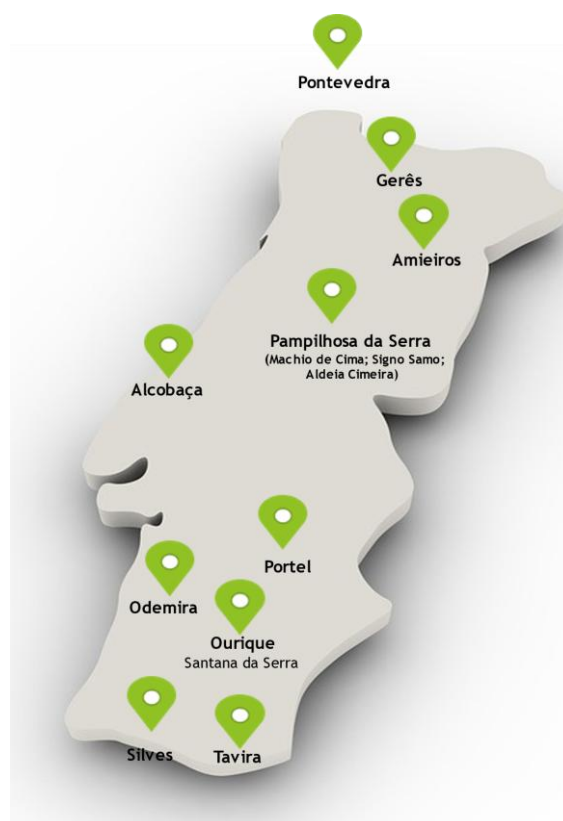 Pontevedra
Gerês
Amieiros
Pampilhosa da Serra
(Machio de Cima; Signo Samo;
Aldeia Cimeira)
Alcobaça
Portel
Odemira
Ourique
Santana da Serra
Silves
Tavira